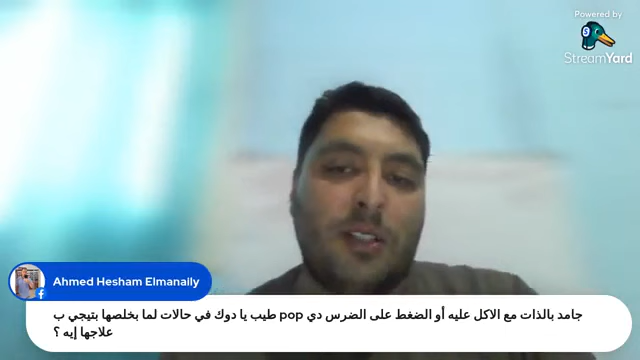 Powered by
StreamYard
Ahmed Hesham Elmanally
جامد بالذات مع الاكل عليه أو الضغط على الضرس دي pop طيب يا دوك في حالات لما بخلصها بتيجي ب
علاجها إيه ؟